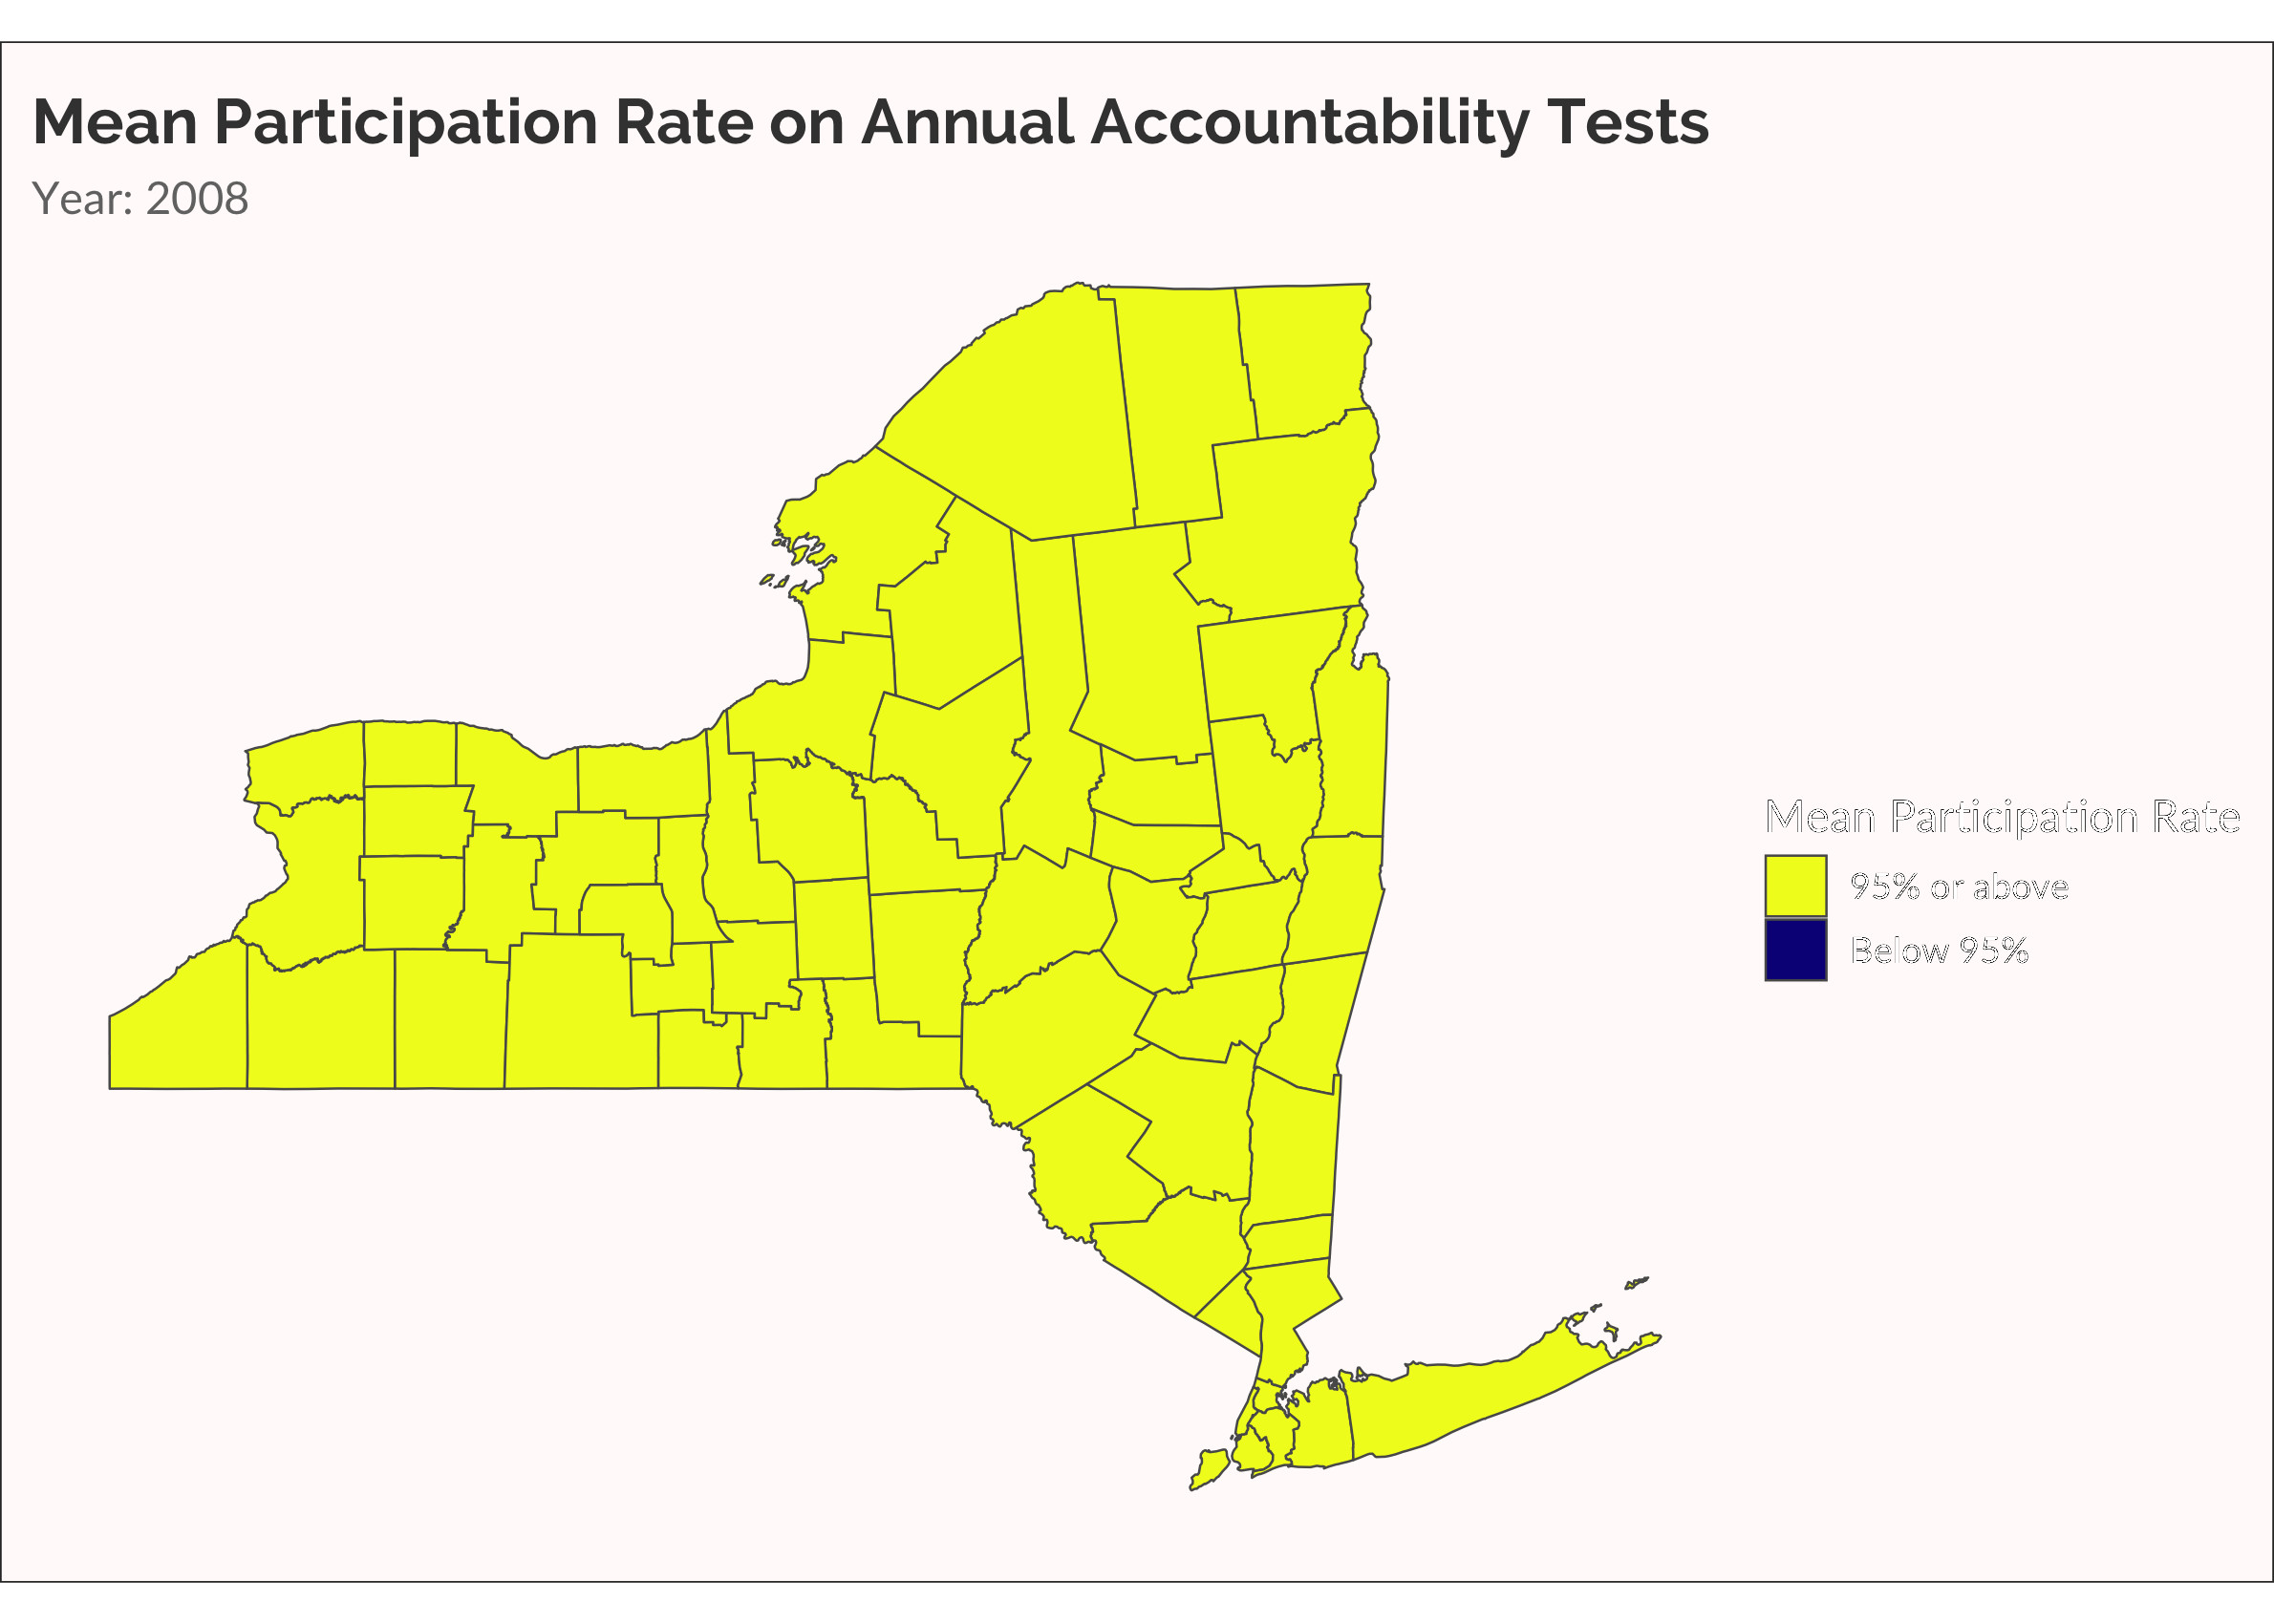 Mean Participation Rate on Annual Accountability Tests
Year: 2008
Mean Participation Rate
95% or above
Below 95%